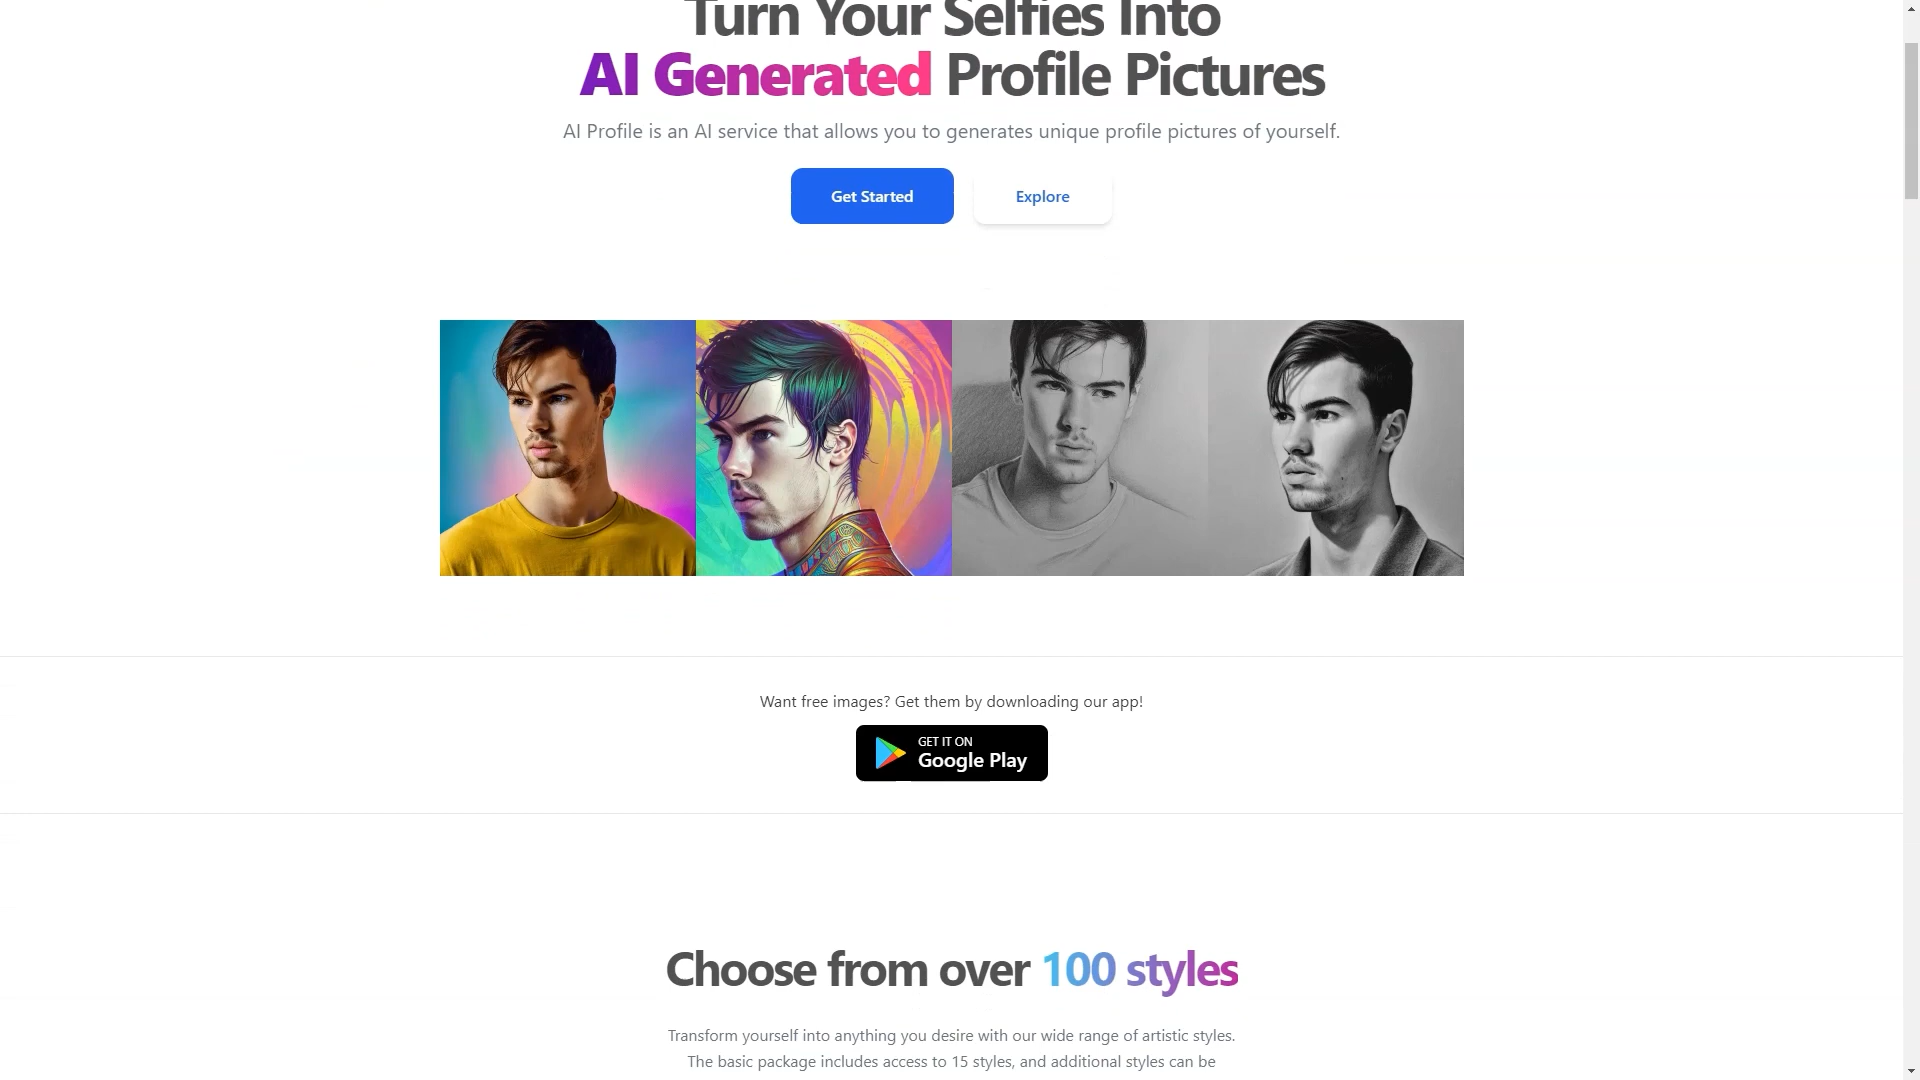 Turn Your Selfies Into
AI Generated Profile Pictures
AI Profile is an AI service that allows you to generates unique profile pictures of yourself.
Get Started
Explore
Want free images? Get them by downloading our app!
GET IT ON
Google Play
Choose from over 100 styles
Transform yourself into anything you desire with our wide range of artistic styles.
The basic package includes access to 15 styles, and additional styles can be